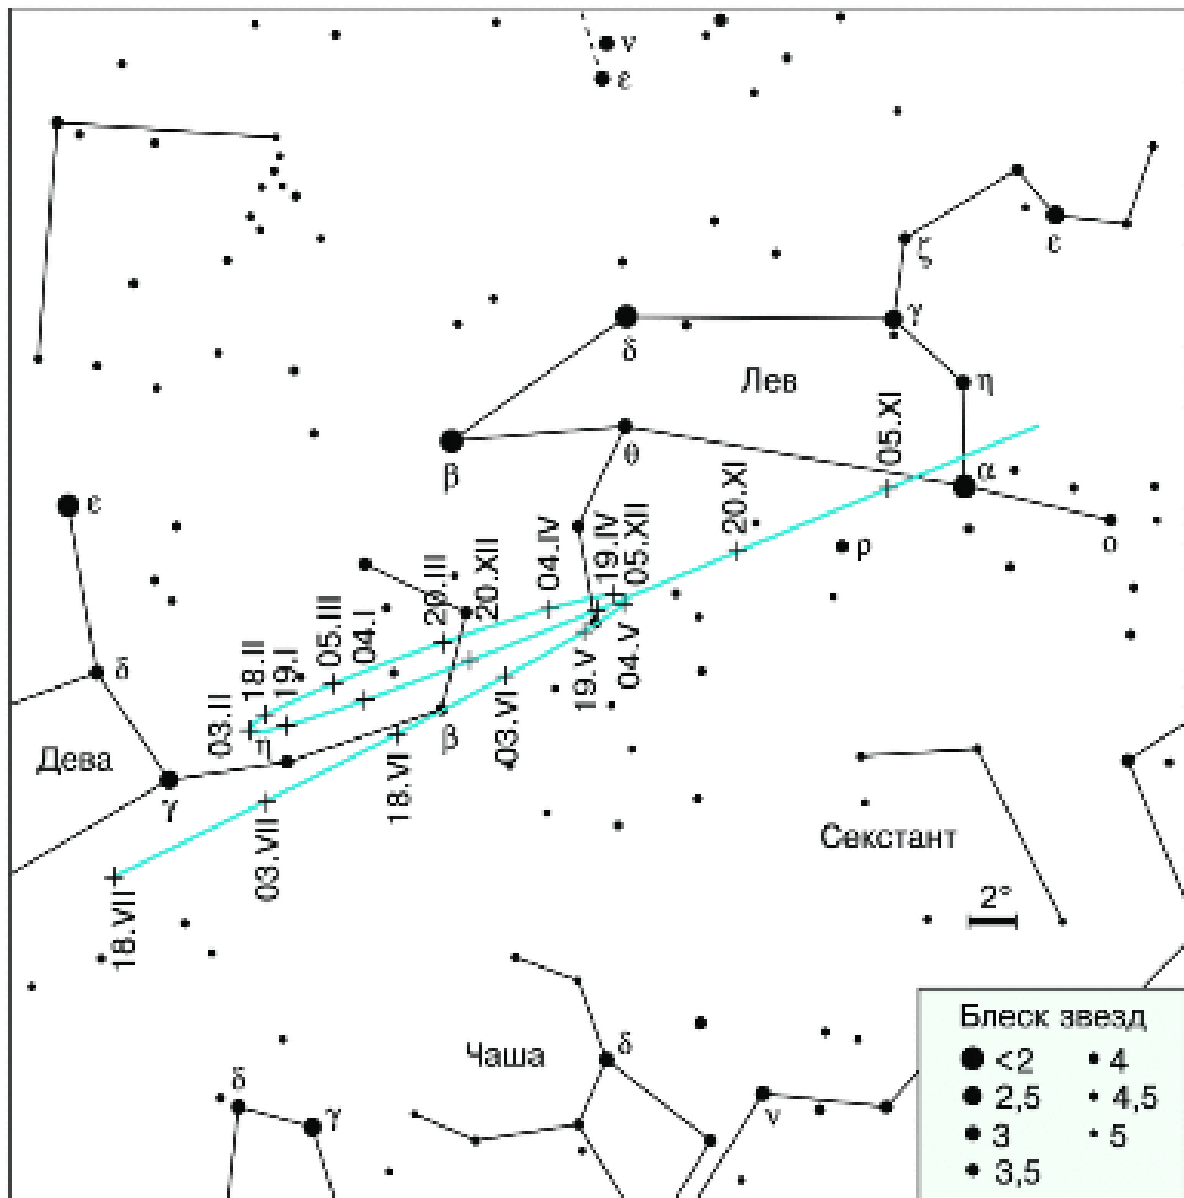 ν
ε
ε
ζ
γ
δ
Лев
η
05.XI
β
θ
α
20.XI
ε
ρ
ο
04.IV
19.IV
05.XII
20.III
20.XII
05.III
04.I
18.II
19.I
03.II
19.V
04.V
03.VI
δ
η
β
18.VI
Дева
γ
03.VII
Секстант
18.VII
2°
Блеск звезд
<2 4
2,5 4,5
3 5
3,5
Чаша
δ
δ
γ
ν